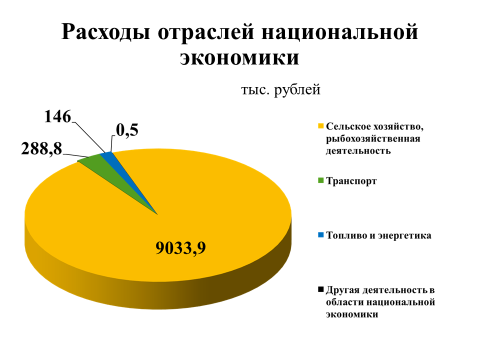 Расходы отраслей национальной
экономики
тыс. рублей
146
0,5
288,8
9033,9
Сельское хозяйство,
рыбохозяйственная
деятельность
Транспорт
Топливо и энергетика
Другая деятельность в
области национальной
экономики